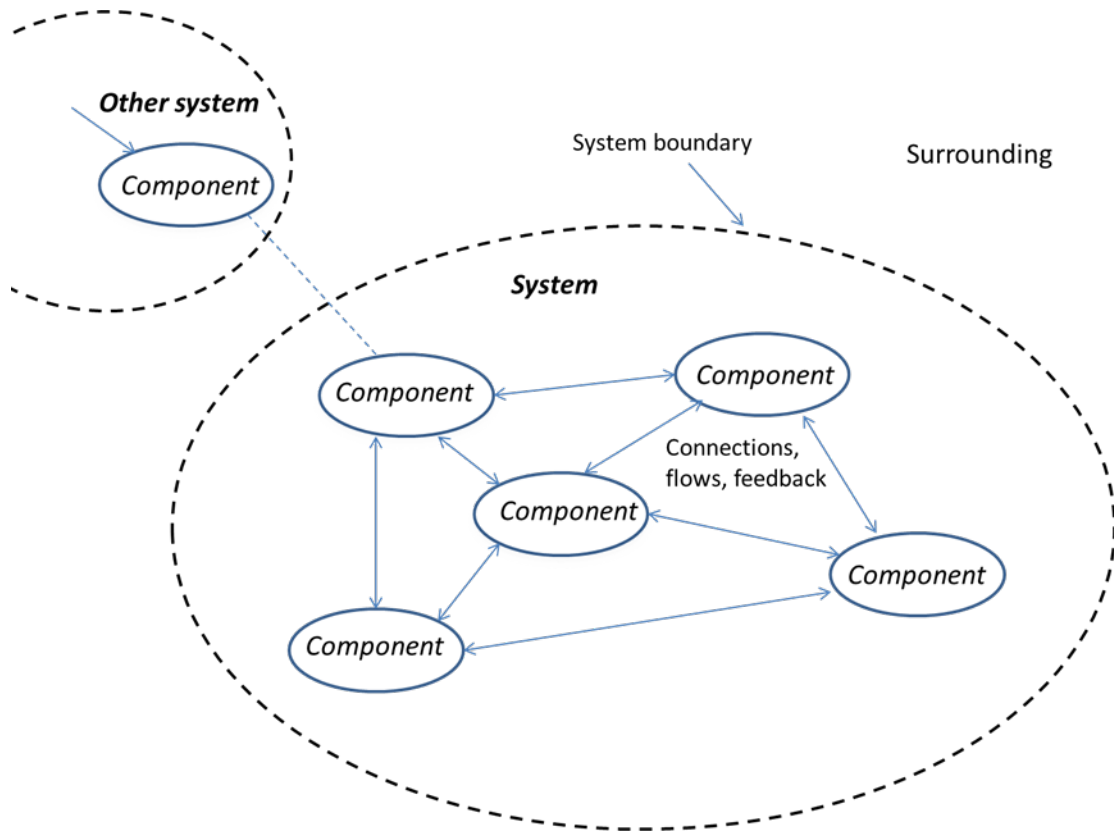 Other system
Component
System boundary
Surrounding
System
Component
Component
Connections,
flows, feedback
Component
Component
Component